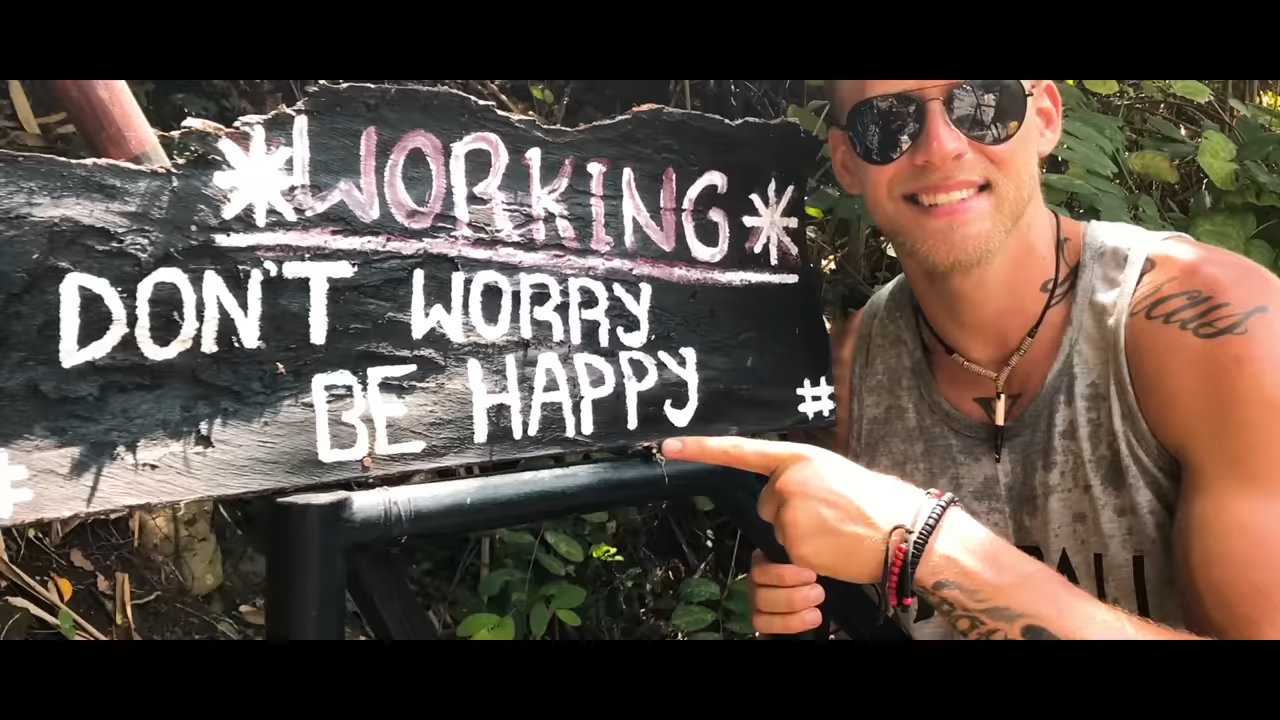 *WORKING*
DON'T WORRY
BE HAPPY
#
#